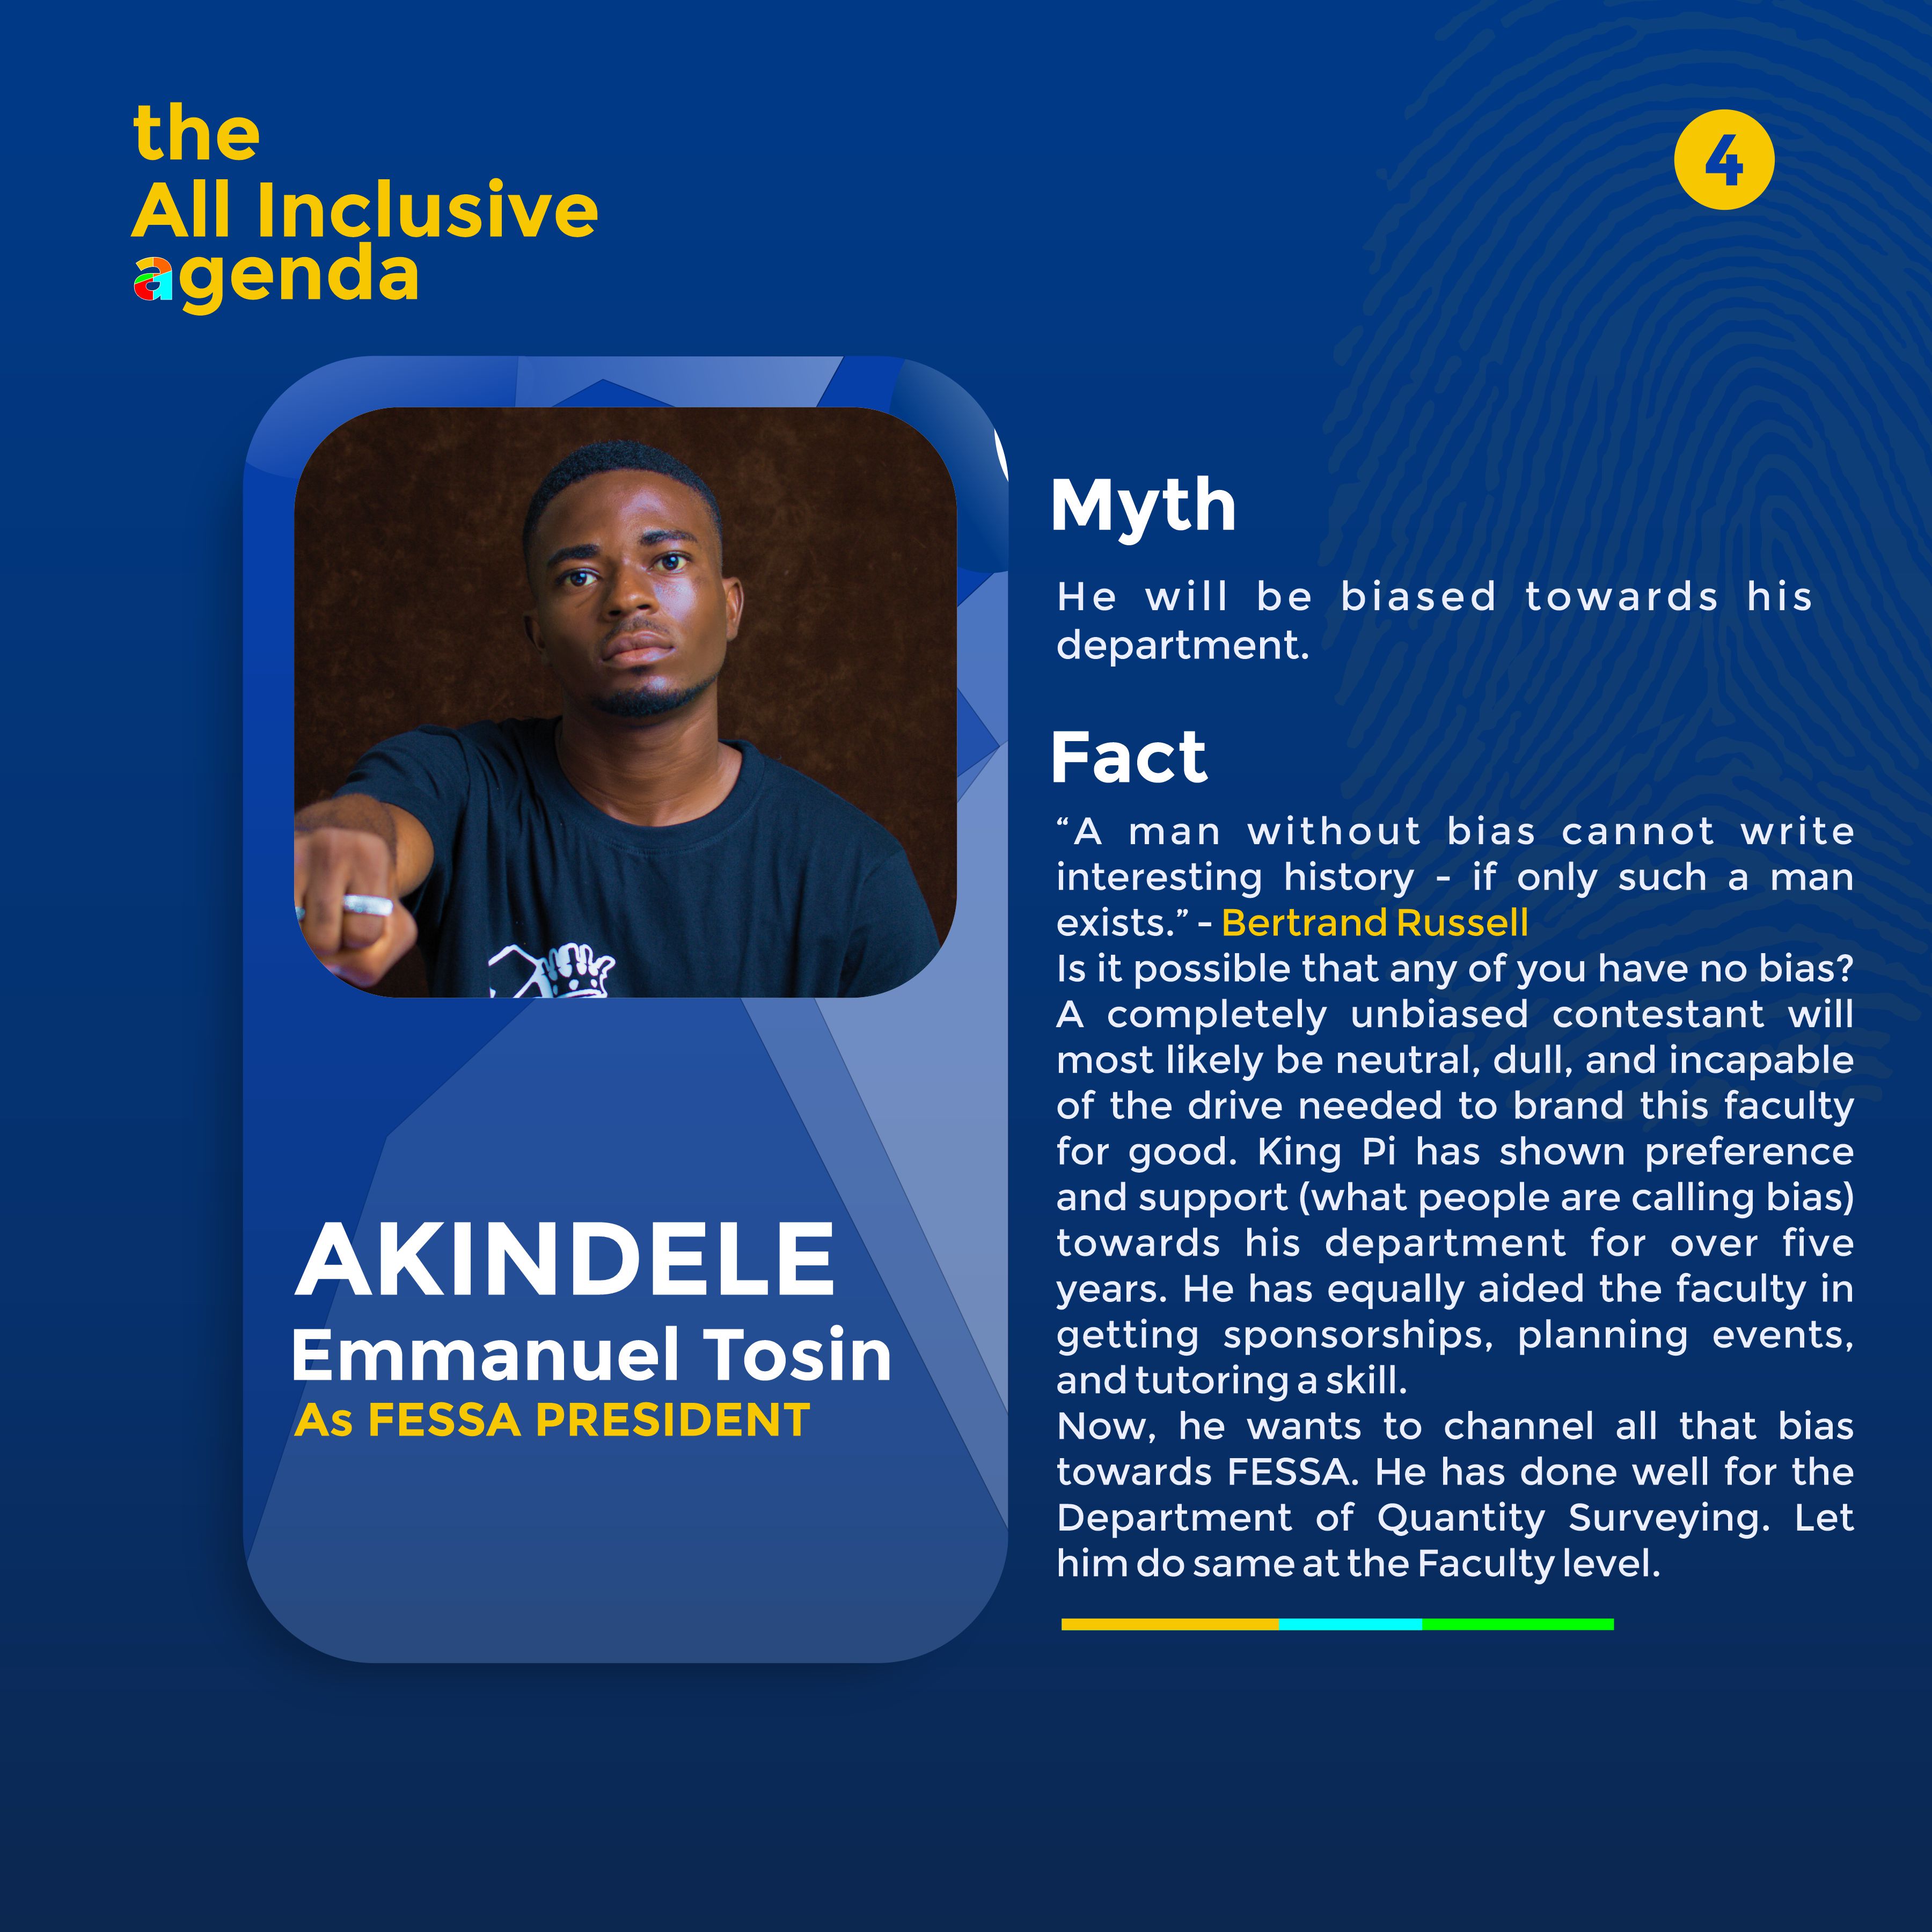 the
All Inclusive
agenda
4
Myth
He will be biased towards his
department.
Fact
“A man without bias cannot write
interesting history - if only such a man
exists.” - Bertrand Russell
Is it possible that any of you have no bias?
A completely unbiased contestant will
most likely be neutral, dull, and incapable
of the drive needed to brand this faculty
for good. King Pi has shown preference
and support (what people are calling bias)
towards his department for over five
years. He has equally aided the faculty in
getting sponsorships, planning events,
and tutoring a skill.
Now, he wants to channel all that bias
towards FESSA. He has done well for the
Department of Quantity Surveying. Let
him do same at the Faculty level.
AKINDELE
Emmanuel Tosin
As FESSA PRESIDENT